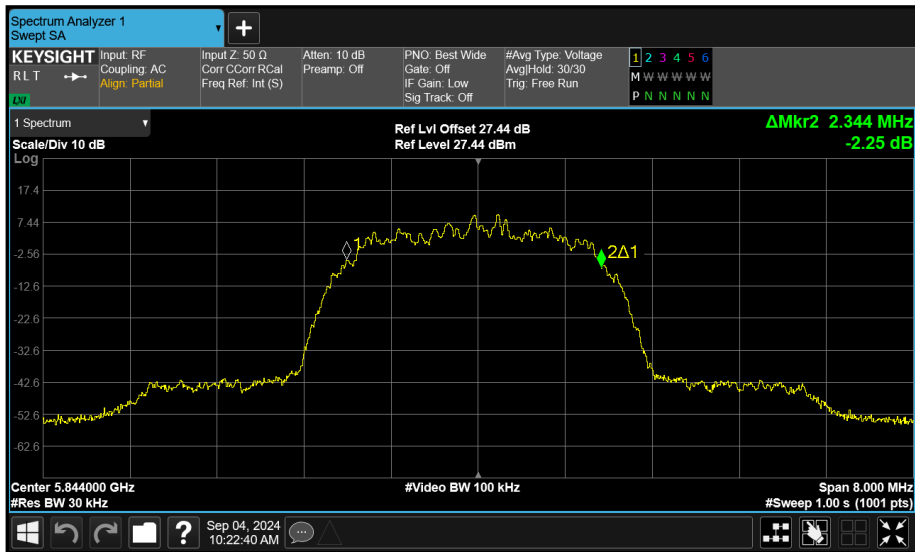 Spectrum Analyzer 1
Swept SA
▼
+
KEYSIGHT
RLT
LXI
Input: RF
Coupling: AC
Align: Partial
Input Z: 50 Ω
Corr CCorr RCal
Freq Ref: Int (S)
Atten: 10 dB
Preamp: Off
PNO: Best Wide
Gate: Off
IF Gain: Low
Sig Track: Off
#Avg Type: Voltage
Avg|Hold: 30/30
Trig: Free Run
1 2 3 4 5 6
M W W W W W
P N N N N N
1 Spectrum
▼
Scale/Div 10 dB
Ref Lvl Offset 27.44 dB
Ref Level 27.44 dBm
ΔMkr2 2.344 MHz
-2.25 dB
Log
17.4
7.44
-2.56
-12.6
-22.6
-32.6
-42.6
-52.6
-62.6
1
2Δ1
Center 5.844000 GHz
#Res BW 30 kHz
#Video BW 100 kHz
Span 8.000 MHz
#Sweep 1.00 s (1001 pts)
?
Sep 04, 2024
10:22:40 AM